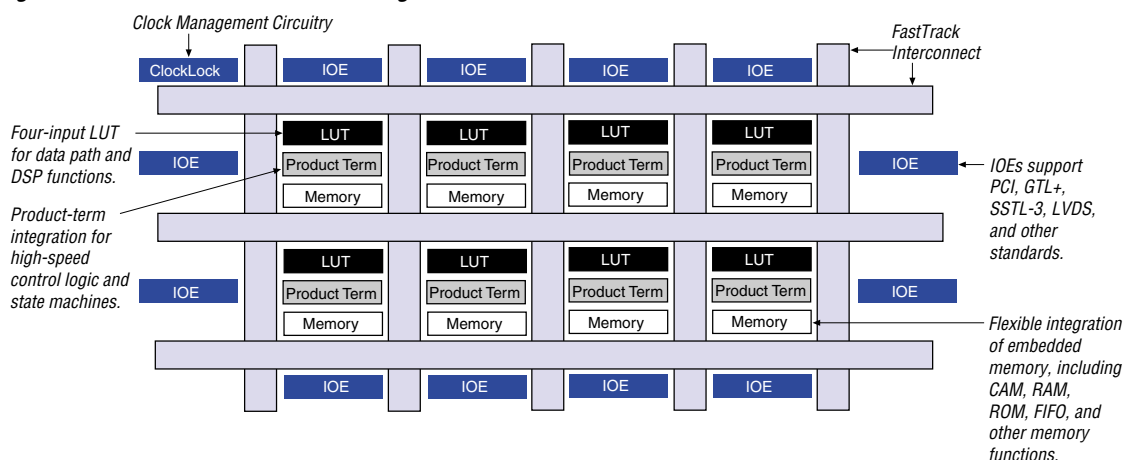 Clock Management Circuitry
FastTrack
Interconnect
ClockLock
IOE
IOE
IOE
IOE
Four-input LUT
for data path and
DSP functions.
LUT
LUT
LUT
LUT
IOE
Product Term
Product Term
Product Term
Product Term
IOE
IOEs support
PCI, GTL+,
SSTL-3, LVDS,
and other
standards.
Memory
Memory
Memory
Memory
Product-term
integration for
high-speed
control logic and
state machines.
LUT
LUT
LUT
LUT
IOE
Product Term
Product Term
Product Term
Product Term
IOE
Memory
Memory
Memory
Memory
Flexible integration
of embedded
memory, including
CAM, RAM,
ROM, FIFO, and
other memory
functions.
IOE
IOE
IOE
IOE